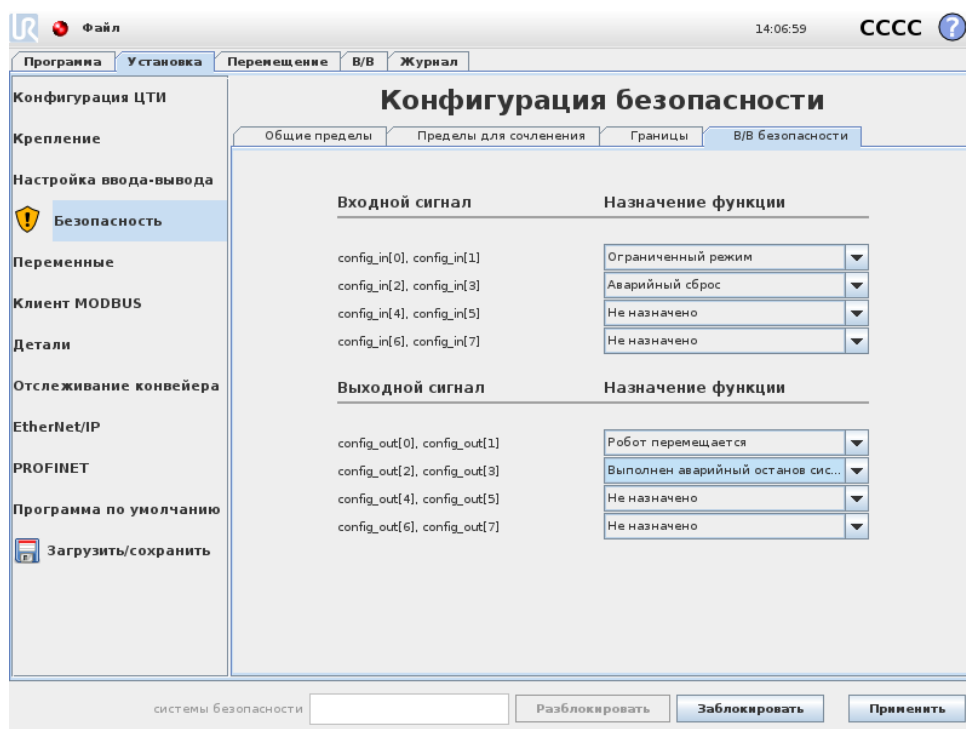 UR Файл 14:06:59 CCCC ?
Программа Установка Перемещение В/В Журнал
Конфигурация ЦТИ
Крепление
Настройка ввода-вывода
Безопасность
Переменные
Клиент MODBUS
Детали
Отслеживание конвейера
EtherNet/IP
PROFINET
Программа по умолчанию
Загрузить/сохранить
Конфигурация безопасности
Общие пределы Пределы для сочленения Границы В/В безопасности
Входной сигнал Назначение функции
config_in[0], config_in[1] Ограниченный режим
config_in[2], config_in[3] Аварийный сброс
config_in[4], config_in[5] Не назначено
config_in[6], config_in[7] Не назначено
Выходной сигнал Назначение функции
config_out[0], config_out[1] Робот перемещается
config_out[2], config_out[3] Выполнен аварийный останов сис...
config_out[4], config_out[5] Не назначено
config_out[6], config_out[7] Не назначено
системы безопасности Разблокировать Заблокировать Применить